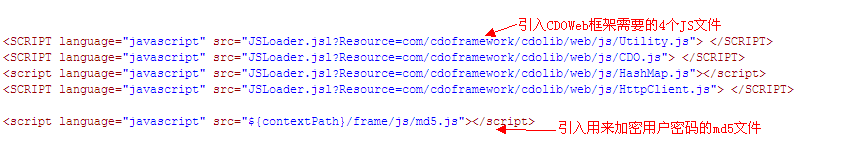 引入CDOWeb框架需要的4个JS文件
<SCRIPT language="javascript" src="JSLoader.jsl?Resource=com/cdoframework/cdolib/web/js/Utility.js"> </SCRIPT>
<SCRIPT language="javascript" src="JSLoader.jsl?Resource=com/cdoframework/cdolib/web/js/CDO.js"> </SCRIPT>
<script language="javascript" src="JSLoader.jsl?Resource=com/cdoframework/cdolib/web/js/HashMap.js"></script>
<SCRIPT language="javascript" src="JSLoader.jsl?Resource=com/cdoframework/cdolib/web/js/HttpClient.js"> </SCRIPT>
<script language="javascript" src="${contextPath}/frame/js/md5.js"></script>
引入用来加密用户密码的md5文件